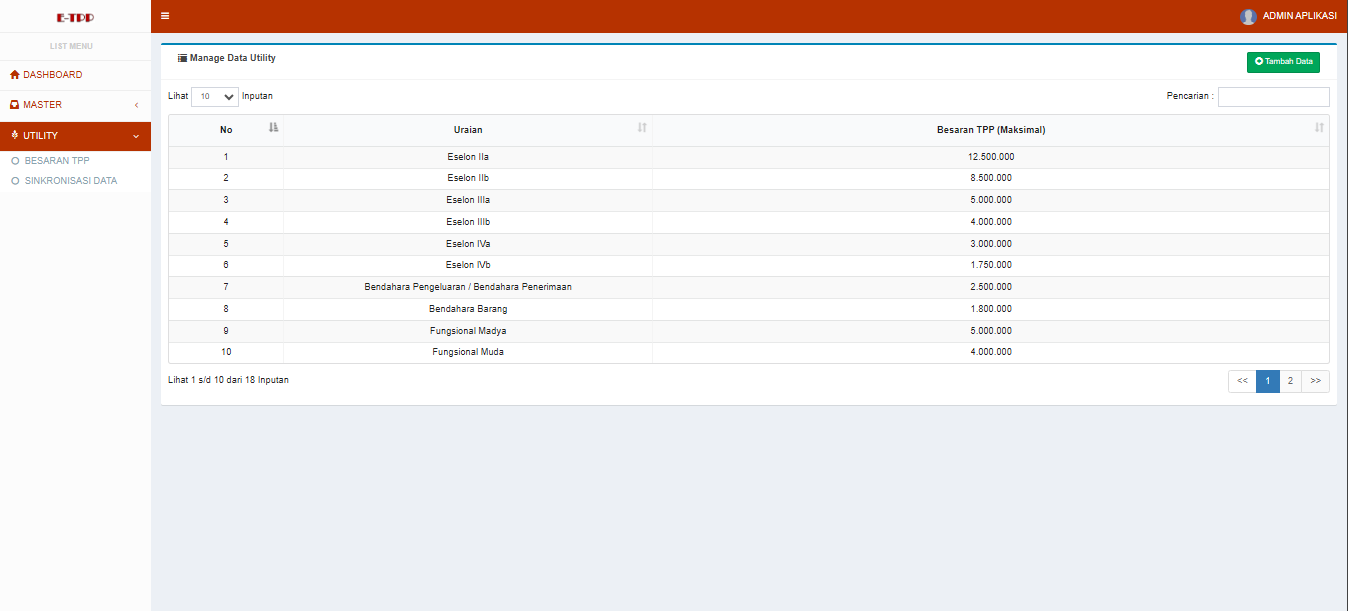 E-TPP
ADMIN APLIKASI
LIST MENU
DASHBOARD
MASTER
UTILITY
BESARAN TPP
SINKRONISASI DATA
Manage Data Utility
Tambah Data
Lihat 10 Inputan
Pencarian :
No Uraian Besaran TPP (Maksimal)
1 Eselon IIa 12.500.000
2 Eselon IIb 8.500.000
3 Eselon IIIa 5.000.000
4 Eselon IIIb 4.000.000
5 Eselon IVa 3.000.000
6 Eselon IVb 1.750.000
7 Bendahara Pengeluaran / Bendahara Penerimaan 2.500.000
8 Bendahara Barang 1.800.000
9 Fungsional Madya 5.000.000
10 Fungsional Muda 4.000.000
Lihat 1 s/d 10 dari 18 Inputan
<< 1 2 >>